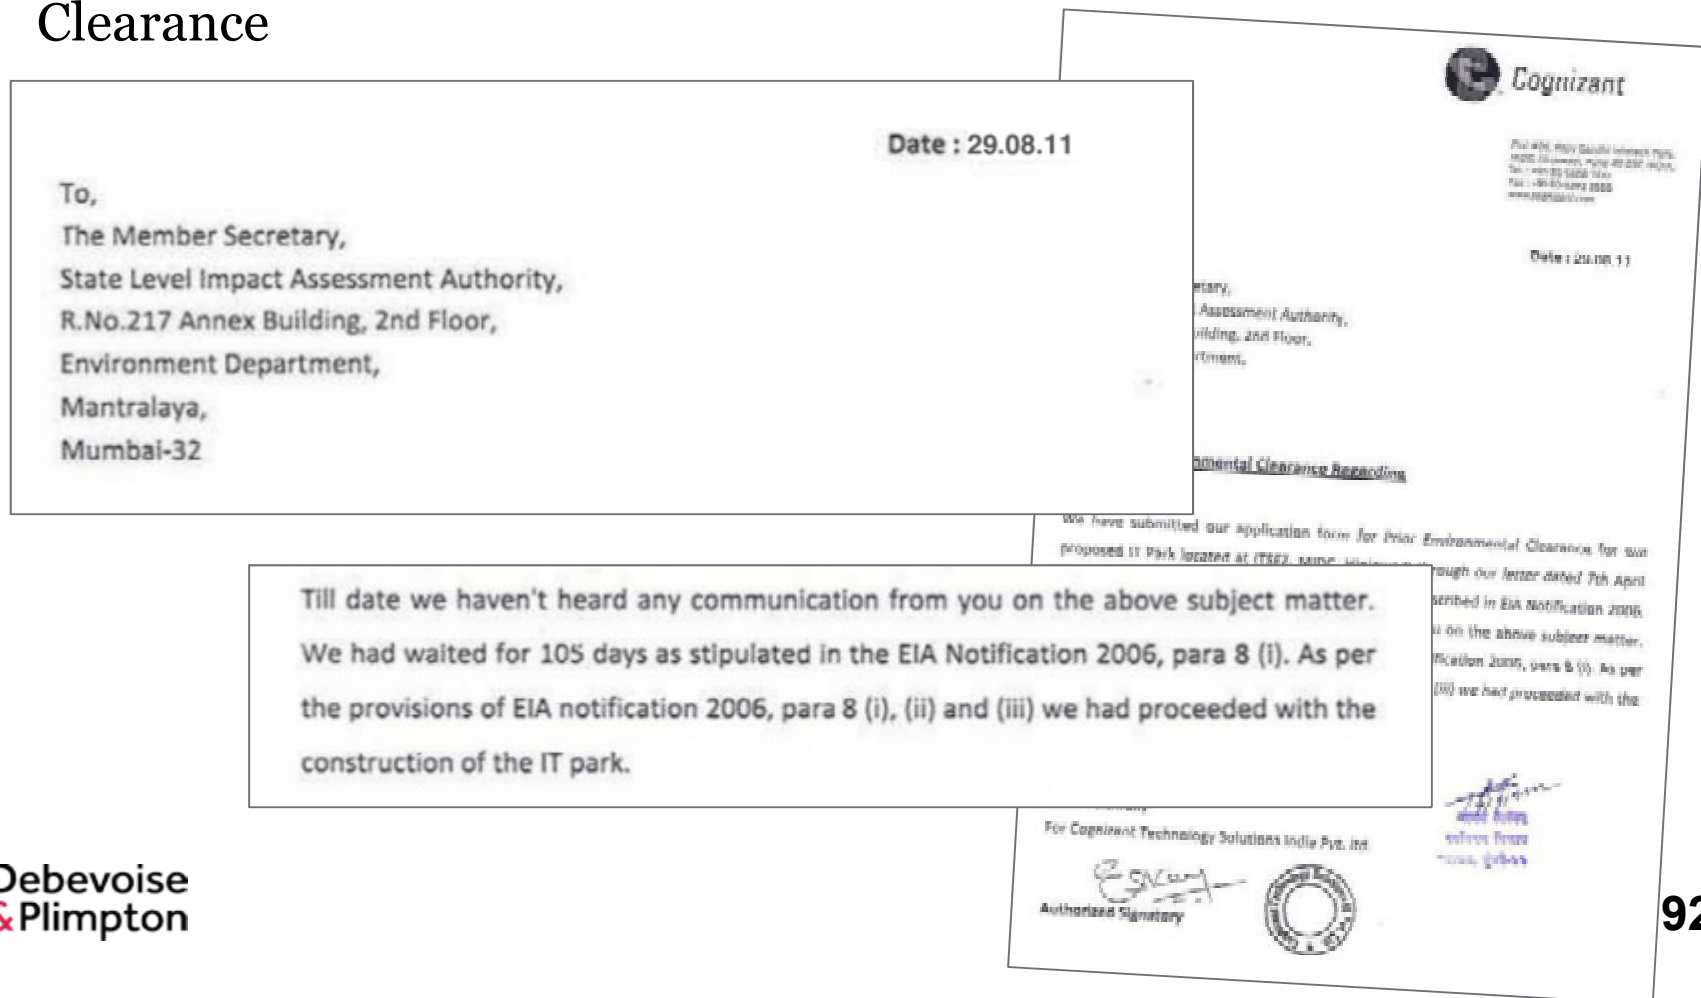 Clearance
Date : 29.08.11
To,
The Member Secretary,
State Level Impact Assessment Authority,
R.No.217 Annex Building, 2nd Floor,
Environment Department,
Mantralaya,
Mumbai-32
Till date we haven't heard any communication from you on the above subject matter.
We had waited for 105 days as stipulated in the EIA Notification 2006, para 8 (i). As per
the provisions of EIA notification 2006, para 8 (i), (ii) and (iii) we had proceeded with the
construction of the IT park.
Cognizant
Date : 29.08.11
etary,
Assessment Authority,
uilding, 2nd Floor,
rtment,
nmental Clearance Regarding
We have submitted our application form for Prior Environmental Clearance for our
proposed IT Park located at
rough our letter dated 7th April
scribed in EIA Notification 2006,
u on the above subject matter.
fication 2006, para 8 (i). As per
(iii) we had proceeded with the
For Cognizant Technology Solutions India Pvt. ltd
Authorized Signatory
Debevoise
&Plimpton
92